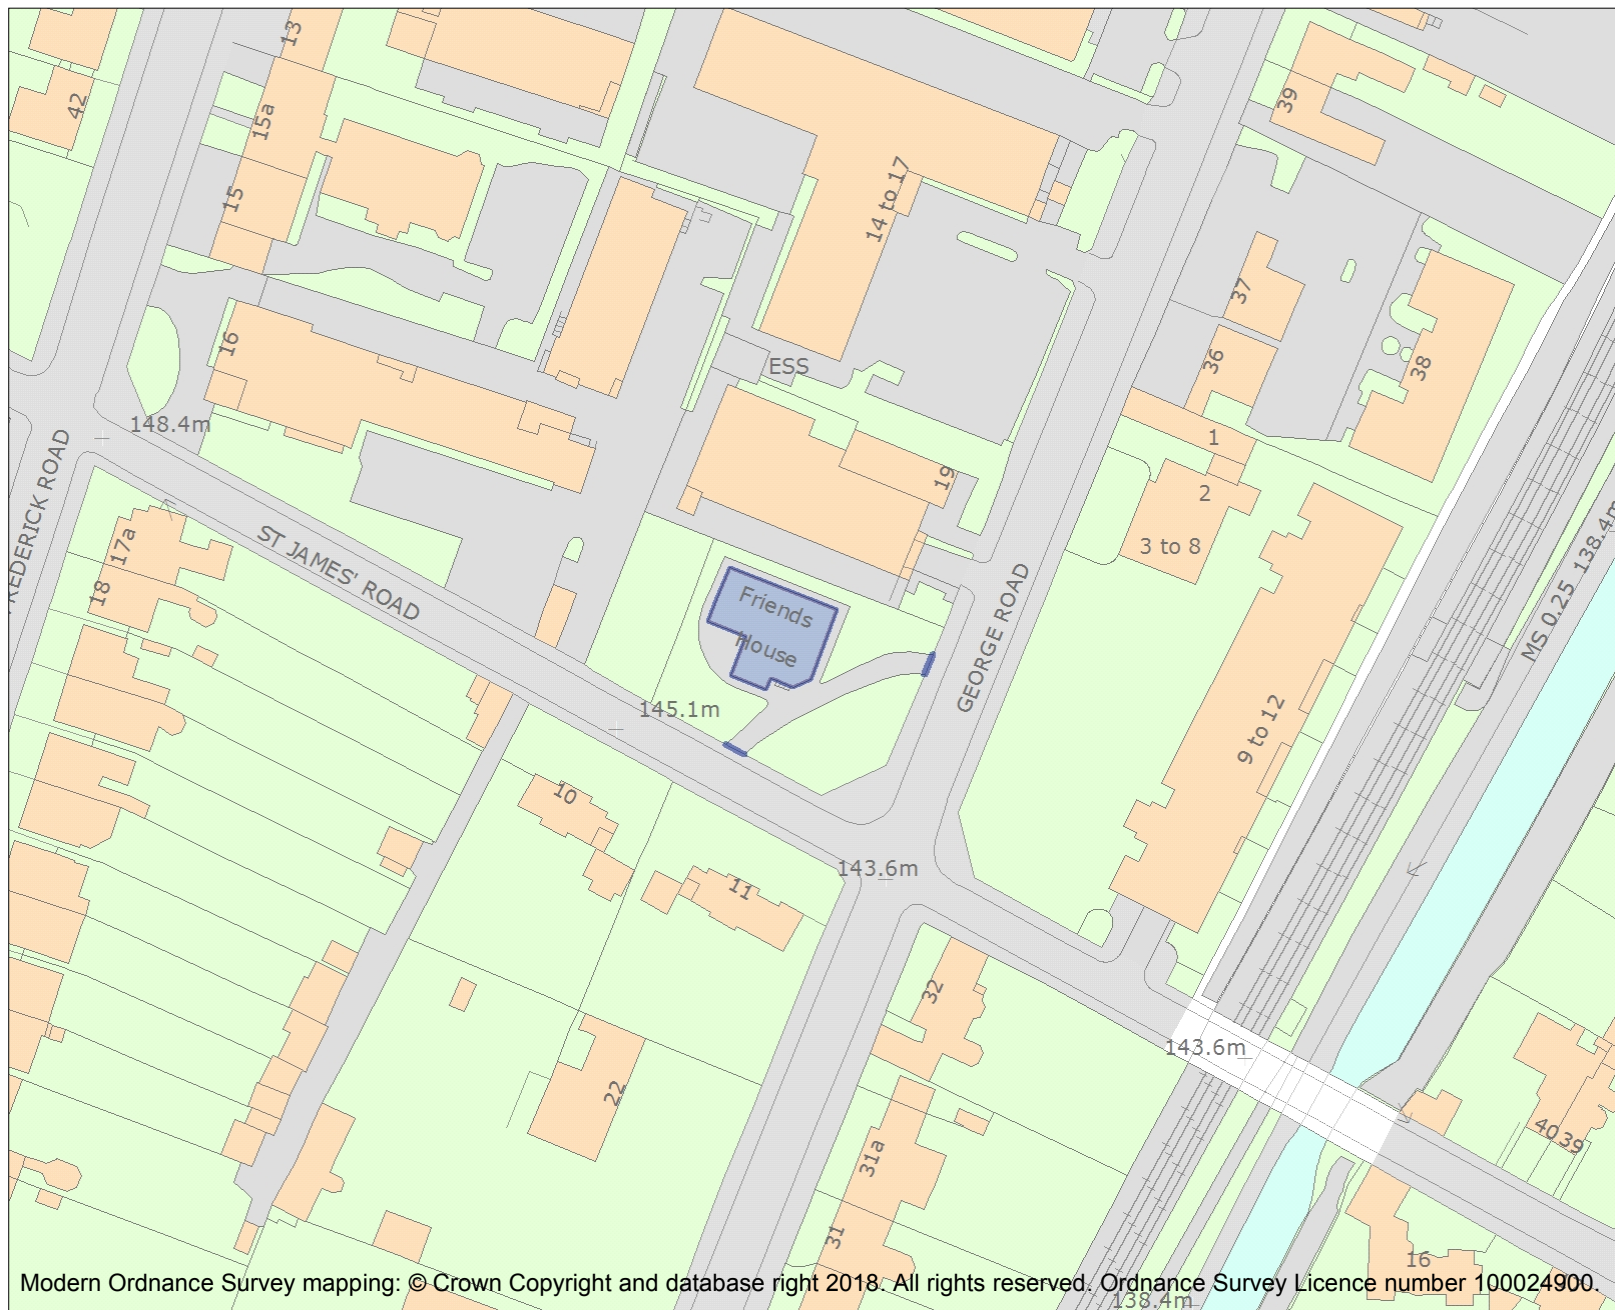 13
42
15a
39
15
14 to 17
37
16
36
38
ESS
148.4m
1
19
2
FREDERICK ROAD
ST JAMES' ROAD
17a
18
3 to 8
138.4m
MS 0.25
Friends
House
GEORGE ROAD
145.1m
9 to 12
10
143.6m
11
32
143.6m
22
31a
40 39
31
16
Modern Ordnance Survey mapping: © Crown Copyright and database right 2018. All rights reserved. Ordnance Survey Licence number 100024900.
138.4m